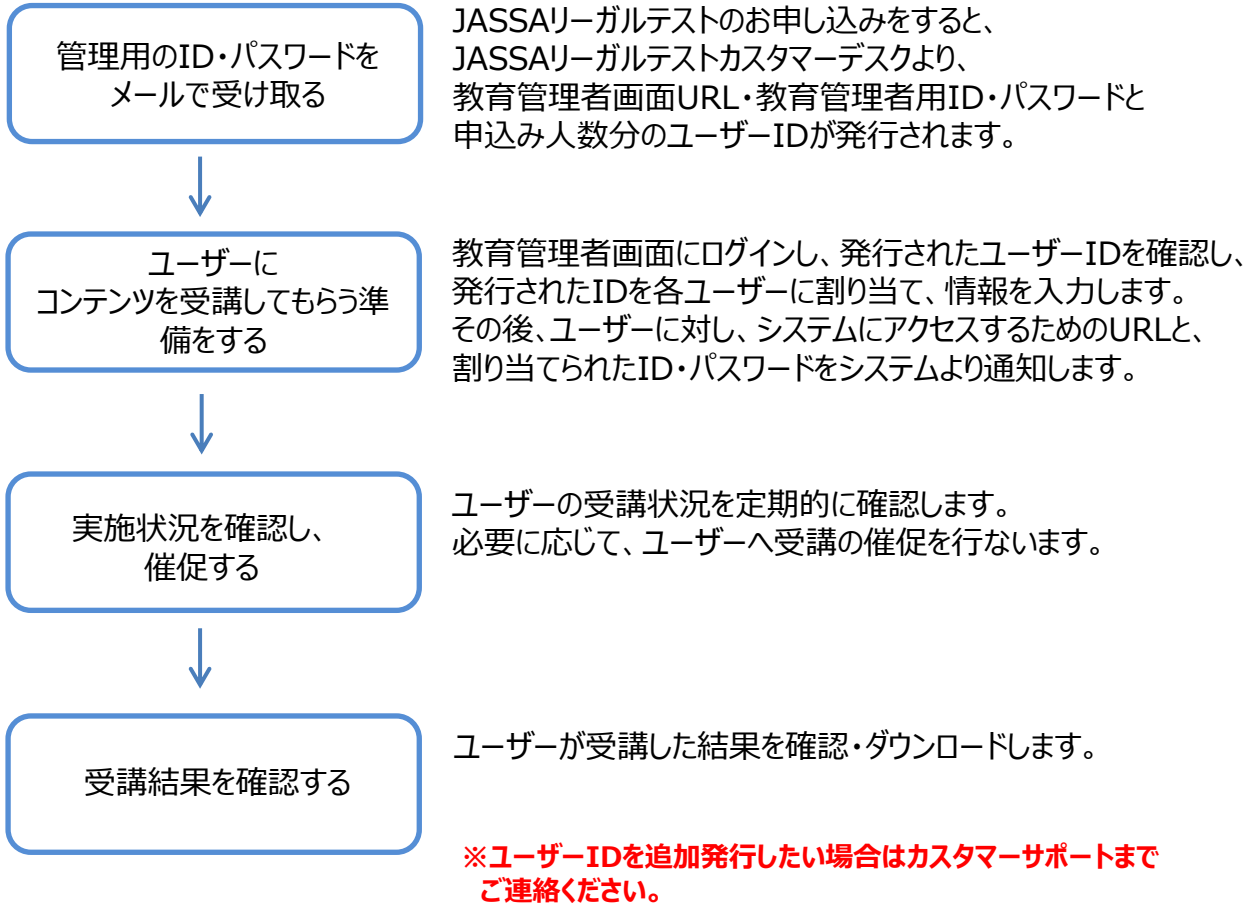 管理用のID・パスワードを
メールで受け取る
JASSAリーガルテストのお申し込みをすると、
JASSAリーガルテストカスタマーデスクより、
教育管理者画面URL・教育管理者用ID・パスワードと
申込み人数分のユーザーIDが発行されます。
ユーザーに
コンテンツを受講してもらう準
備をする
教育管理者画面にログインし、発行されたユーザーIDを確認し、
発行されたIDを各ユーザーに割り当て、情報を入力します。
その後、ユーザーに対し、システムにアクセスするためのURLと、
割り当てられたID・パスワードをシステムより通知します。
実施状況を確認し、
催促する
ユーザーの受講状況を定期的に確認します。
必要に応じて、ユーザーへ受講の催促を行ないます。
受講結果を確認する
ユーザーが受講した結果を確認・ダウンロードします。
※ユーザーIDを追加発行したい場合はカスタマーサポートまで
ご連絡ください。